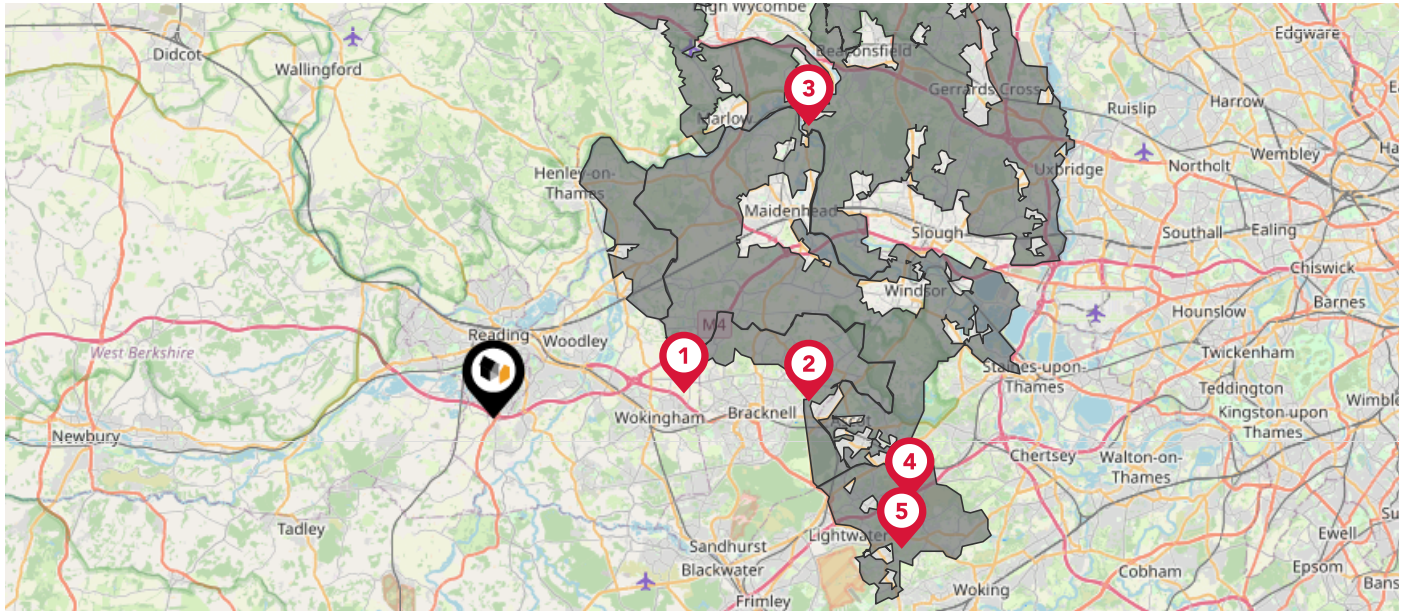 High Wycombe
Edgware
Didcot
Beaconsfield
Wallingford
Gerrards Cross
3
Ruislip
Harrow
Marlow
Wembley
Northolt
Uxbridge
Henley-on-
Thames
Maidenhead
Slough
Southall
Ealing
Chiswick
Windsor
Barnes
Hounslow
M4
Reading
Woodley
West Berkshire
1
2
Twickenham
Staines-upon-
Thames
Teddington
Wokingham
Bracknell
Kingston upon
Thames
Newbury
4
Chertsey
Walton-on-
Thames
5
Tadley
Lightwater
Ewell
Sandhurst
Blackwater
Epsom
Cobham
Woking
Frimley